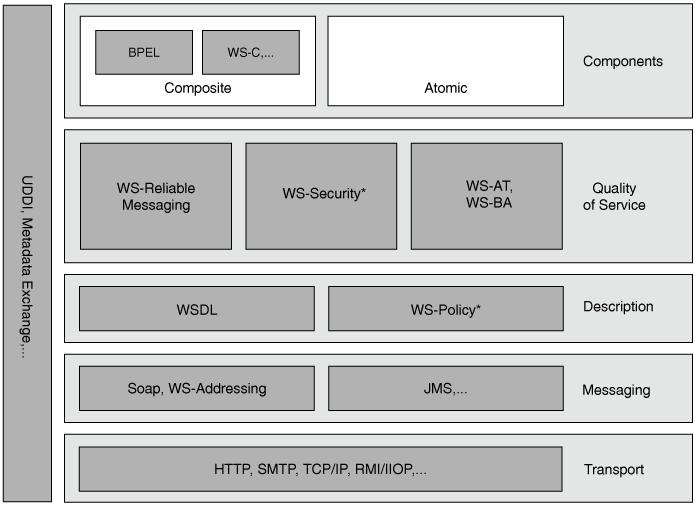 UDDI, Metadata Exchange,...
BPEL
WS-C,...
Composite
Atomic
Components
WS-Reliable
Messaging
WS-Security*
WS-AT,
WS-BA
Quality
of Service
WSDL
WS-Policy*
Description
Soap, WS-Addressing
JMS,...
Messaging
HTTP, SMTP, TCP/IP, RMI/IIOP,...
Transport